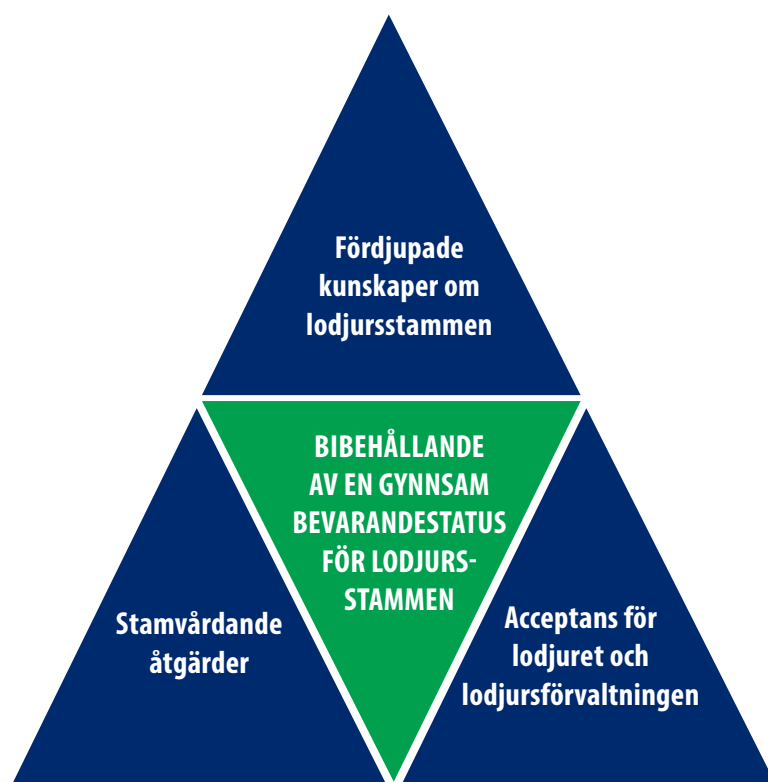 Fördjupade
kunskaper om
lodjursstammen
BIBEHÅLLANDE
AV EN GYNNSAM
BEVARANDESTATUS
FÖR LODJURS-
STAMMEN
Stamvårdande
åtgärder
Acceptans för
lodjuret och
lodjursförvaltningen